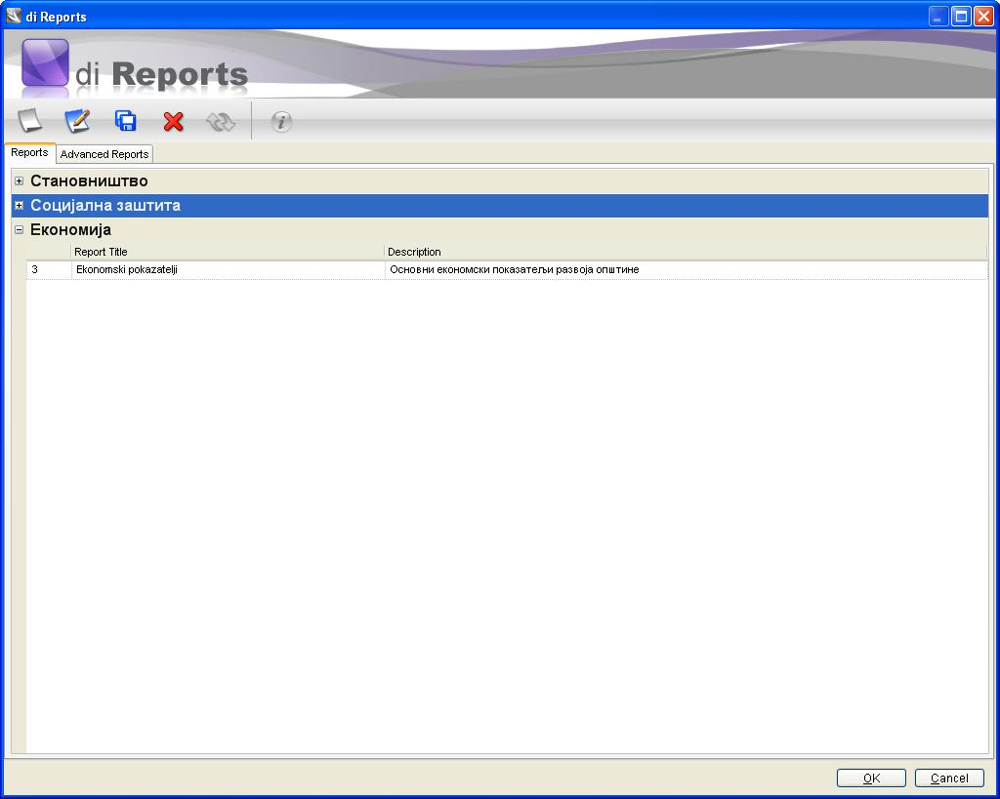 di Reports
di Reports
Reports Advanced Reports
Становништво
Социјална заштита
Економија
Report Title Description
3 Ekonomski pokazatelji Основни економски показатељи развоја општине
OK Cancel